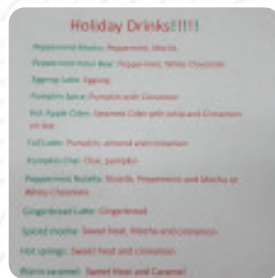 Holiday Drinks!!!!!
Peppermint Mocha: Peppermint, Mocha
Peppermint Polar Bear: Peppermint, White Chocolate
Eggnog Latte: Eggnog
Pumpkin Spice: Pumpkin with Cinnamon
Hot Apple Cider: Steamed Cider with whip and Cinnamon
on top
Fall Latte: Pumpkin, almond and cinnamon
Pumpkin Chai: Chai, pumpkin
Peppermint Nutella: Nutella, Peppermint and Mocha or
White Chocolate
Gingerbread Latte: Gingerbread
Spiced mocha: Sweet heat, Mocha and cinnamon
Hot springs: Sweet heat and cinnamon
Warm caramel: Sweet Heat and Caramel